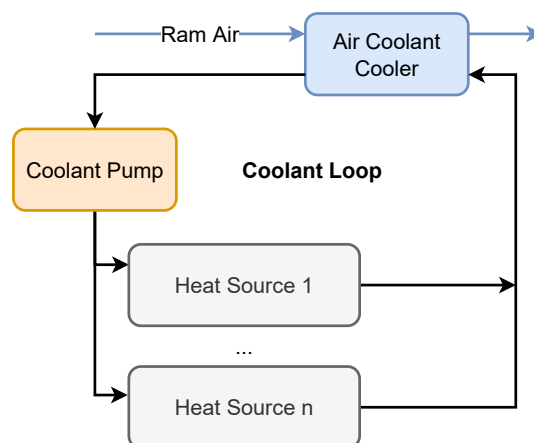 Ram Air
Air Coolant
Cooler
Coolant Pump
Coolant Loop
Heat Source 1
...
Heat Source n